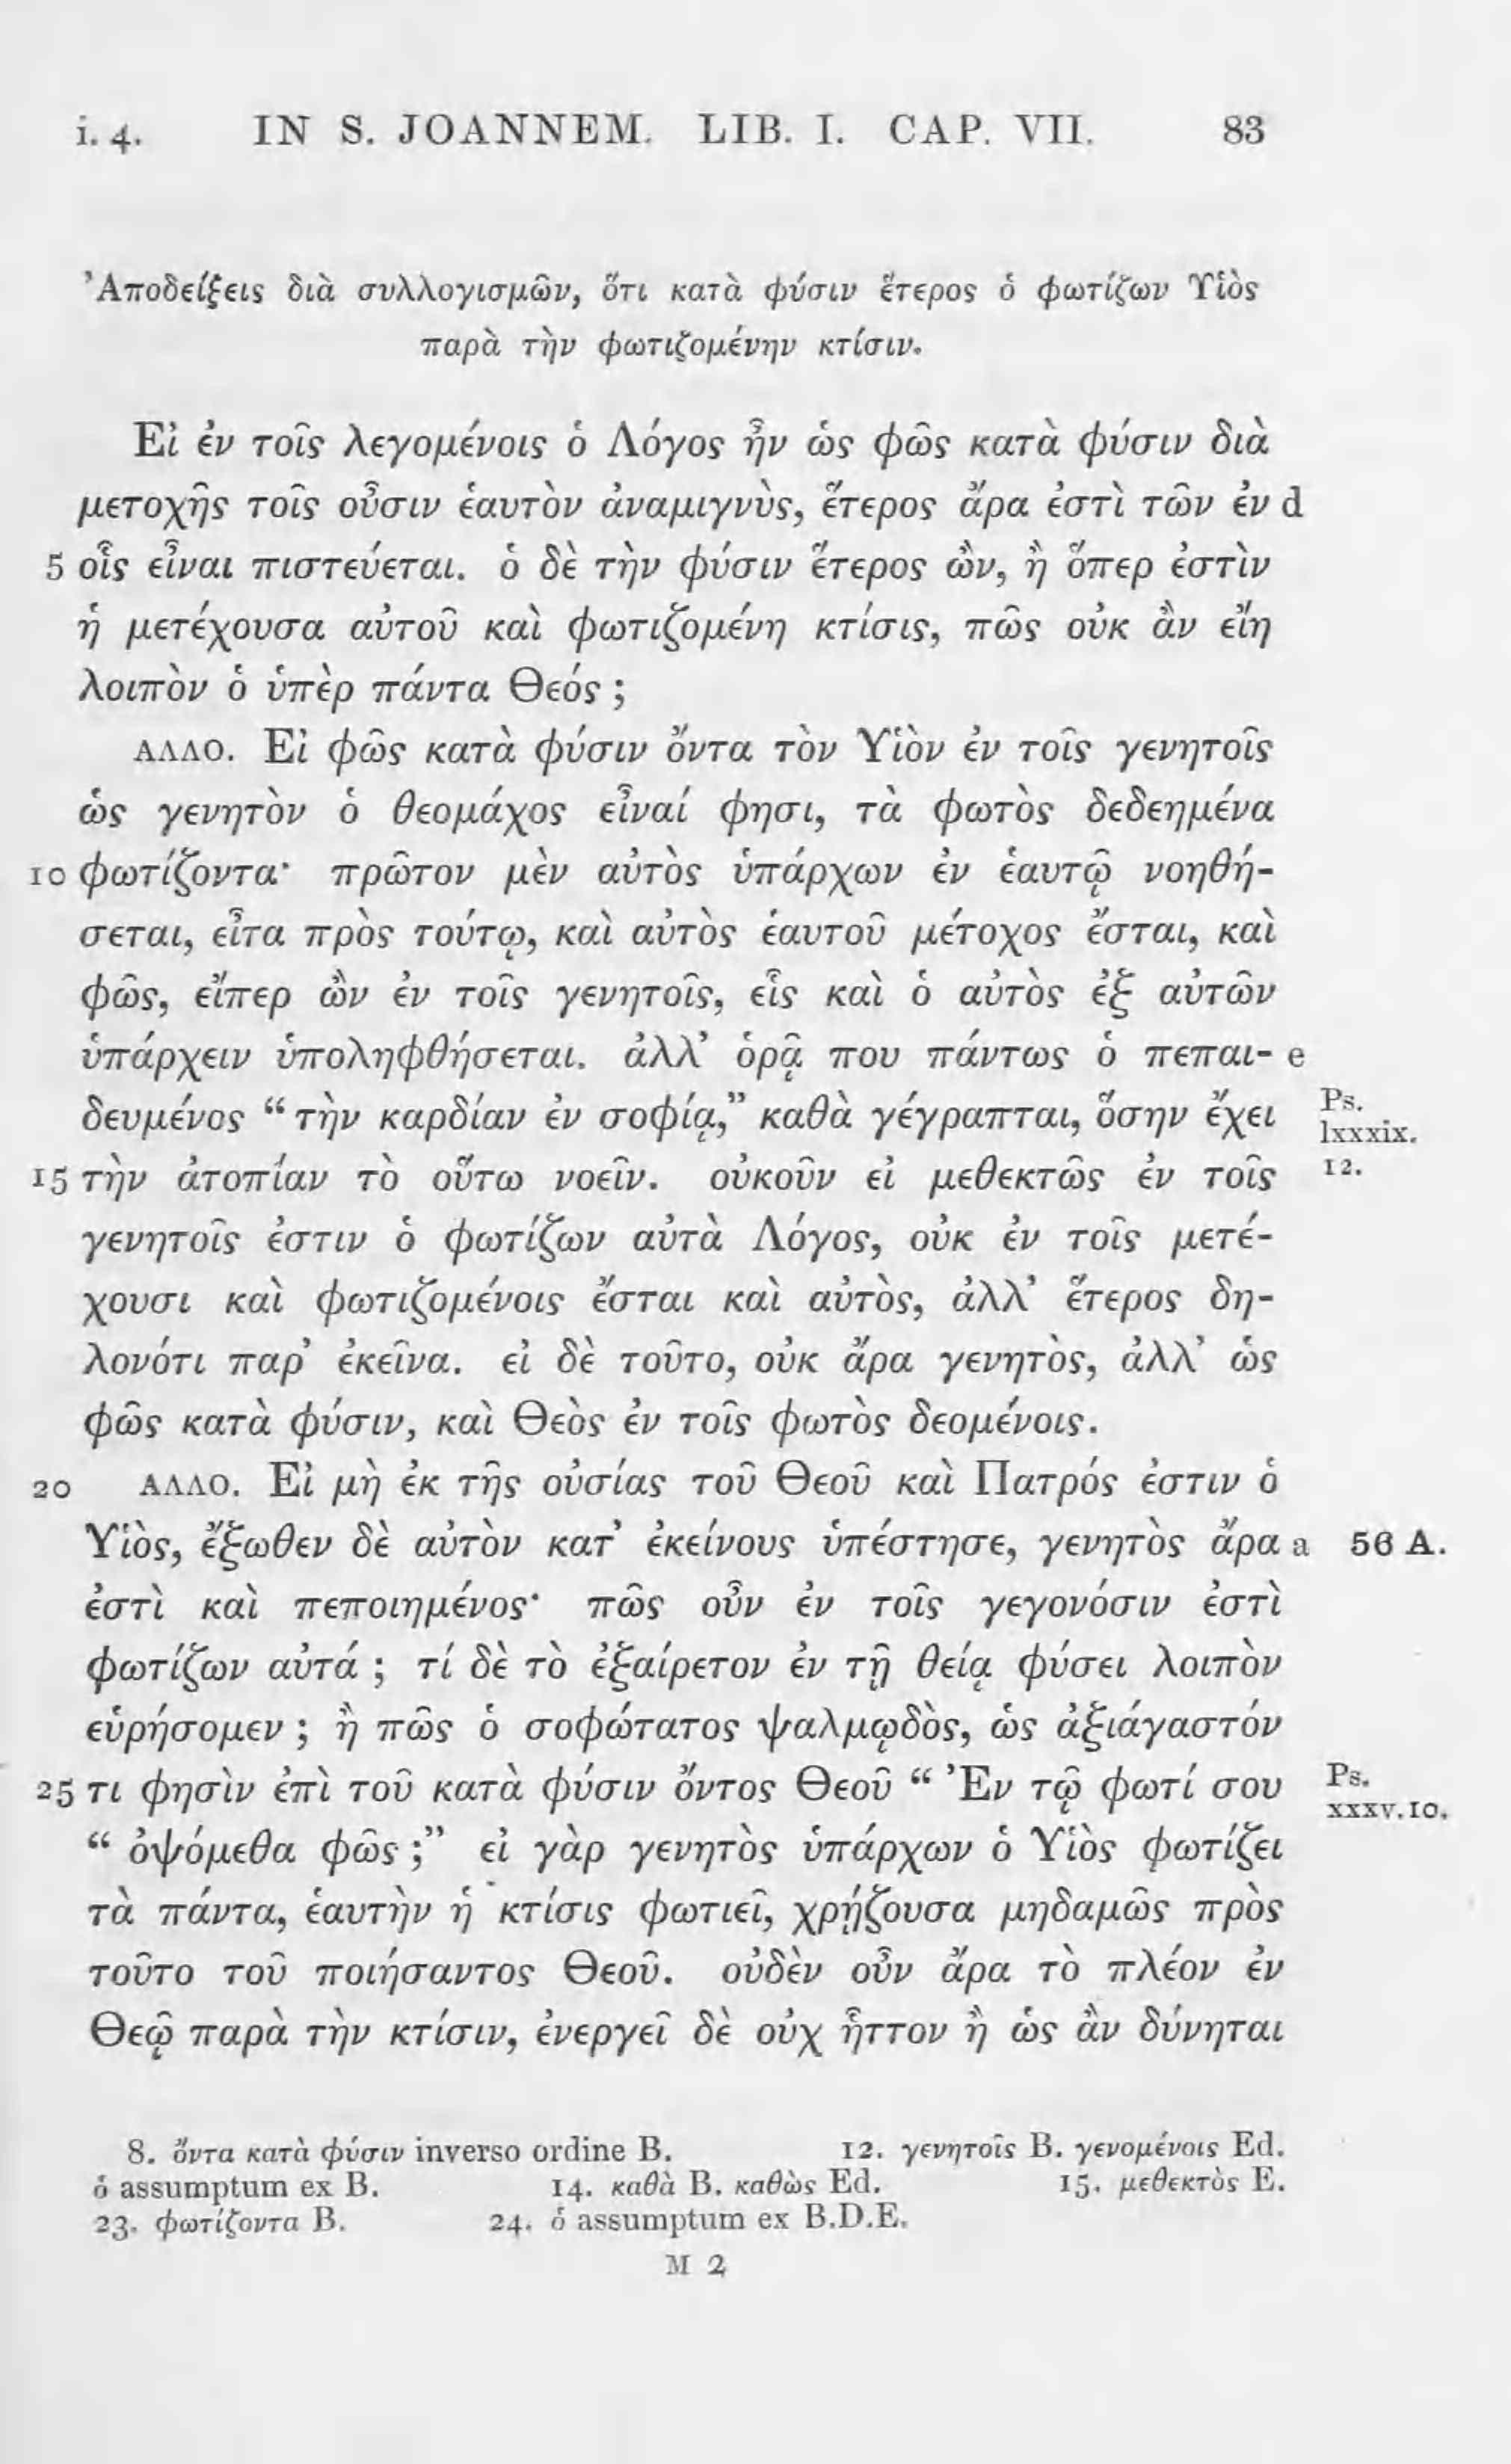 i. 4. IN S. JOANNEM. LIB. I. CAP. VII. 83
Ἀποδείξεις διὰ συλλογισμῶν, ὅτι κατὰ φύσιν ἕτερος ὁ φωτίζων Υἱὸς
παρὰ τὴν φωτιζομένην κτίσιν.
Εἰ ἐν τοῖς λεγομένοις ὁ Λόγος ἦν ὡς φῶς κατὰ φύσιν διὰ
μετοχῆς τοῖς οὖσιν ἑαυτὸν ἀναμιγνὺς, ἕτερος ἄρα ἐστὶ τῶν ἐν d
5 οἷς εἶναι πιστεύεται. ὁ δὲ τὴν φύσιν ἕτερος ὢν, ἢ ὅπερ ἐστὶν
ἡ μετέχουσα αὐτοῦ καὶ φωτιζομένη κτίσις, πῶς οὐκ ἂν εἴη
λοιπὸν ὁ ὑπὲρ πάντα Θεός ;
ΑΛΛΟ. Εἰ φῶς κατὰ φύσιν ὄντα τὸν Υἱὸν ἐν τοῖς γενητοῖς
ὡς γενητὸν ὁ θεομάχος εἶναί φησι, τὰ φωτὸς δεδεημένα
10 φωτίζοντα· πρῶτον μὲν αὐτὸς ὑπάρχων ἐν ἑαυτῷ νοηθή-
σεται, εἶτα πρὸς τούτῳ, καὶ αὐτὸς ἑαυτοῦ μέτοχος ἔσται, καὶ
φῶς, εἴπερ ὢν ἐν τοῖς γενητοῖς, εἷς καὶ ὁ αὐτὸς ἐξ αὐτῶν
ὑπάρχειν ὑποληφθήσεται. ἀλλ’ ὁρᾷ που πάντως ὁ πεπαι- e
δευμένος “ τὴν καρδίαν ἐν σοφίᾳ,” καθὰ γέγραπται, ὅσην ἔχει Ps. lxxxix. 12.
15 τὴν ἀτοπίαν τὸ οὕτω νοεῖν. οὐκοῦν εἰ μεθεκτῶς ἐν τοῖς
γενητοῖς ἐστιν ὁ φωτίζων αὐτὰ Λόγος, οὐκ ἐν τοῖς μετέ-
χουσι καὶ φωτιζομένοις ἔσται καὶ αὐτὸς, ἀλλ’ ἕτερος δη-
λονότι παρ’ ἐκεῖνα. εἰ δὲ τοῦτο, οὐκ ἄρα γενητὸς, ἀλλ’ ὡς
φῶς κατὰ φύσιν, καὶ Θεὸς ἐν τοῖς φωτὸς δεομένοις.
20 ΑΛΛΟ. Εἰ μὴ ἐκ τῆς οὐσίας τοῦ Θεοῦ καὶ Πατρός ἐστιν ὁ
Υἱὸς, ἔξωθεν δὲ αὐτὸν κατ’ ἐκείνους ὑπέστησε, γενητὸς ἄρα a 56 A.
ἐστὶ καὶ πεποιημένος· πῶς οὖν ἐν τοῖς γεγονόσιν ἐστὶ
φωτίζων αὐτά ; τί δὲ τὸ ἐξαίρετον ἐν τῇ θείᾳ φύσει λοιπὸν
εὑρήσομεν ; ἢ πῶς ὁ σοφώτατος ψαλμῳδὸς, ὡς ἀξιάγαστόν
25 τι φησὶν ἐπὶ τοῦ κατὰ φύσιν ὄντος Θεοῦ “ Ἐν τῷ φωτί σου Ps. xxxv. 10.
“ ὀψόμεθα φῶς ;” εἰ γὰρ γενητὸς ὑπάρχων ὁ Υἱὸς φωτίζει
τὰ πάντα, ἑαυτὴν ἡ κτίσις φωτιεῖ, χρῄζουσα μηδαμῶς πρὸς
τοῦτο τοῦ ποιήσαντος Θεοῦ. οὐδὲν οὖν ἄρα τὸ πλέον ἐν
Θεῷ παρὰ τὴν κτίσιν, ἐνεργεῖ δὲ οὐχ ἧττον ἢ ὡς ἂν δύνηται
8. ὄντα κατὰ φύσιν inverso ordine B. 12. γενητοῖς B. γενομένοις Ed.
ὁ assumptum ex B. 14. καθὰ B. καθὼς Ed. 15. μεθεκτὸς E.
23. φωτίζοντα B. 24. ὁ assumptum ex B.D.E.
M 2